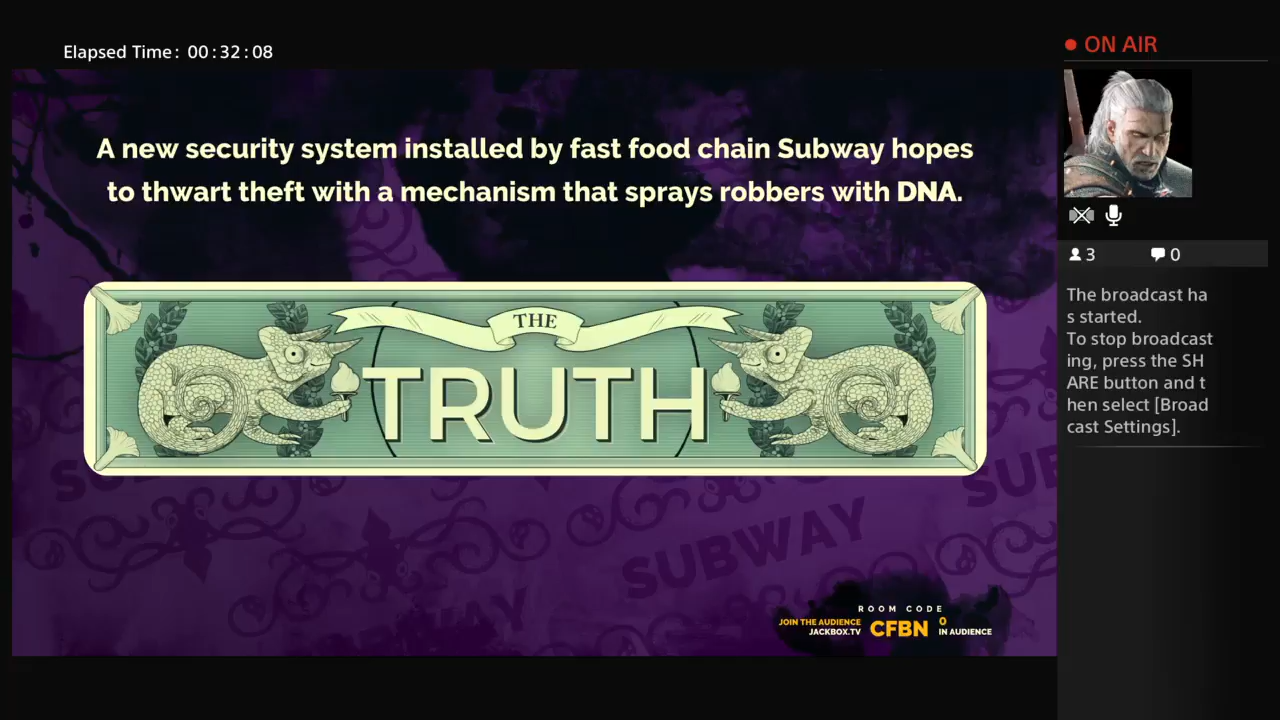 Elapsed Time: 00:32:08
ON AIR
A new security system installed by fast food chain Subway hopes
to thwart theft with a mechanism that sprays robbers with DNA.
THE
TRUTH
3
0
The broadcast ha
s started.
To stop broadcast
ing, press the SH
ARE button and t
hen select [Broad
cast Settings].
SUBWAY
ROOM CODE
JOIN THE AUDIENCE
JACKBOX.TV
CFBN
0
IN AUDIENCE